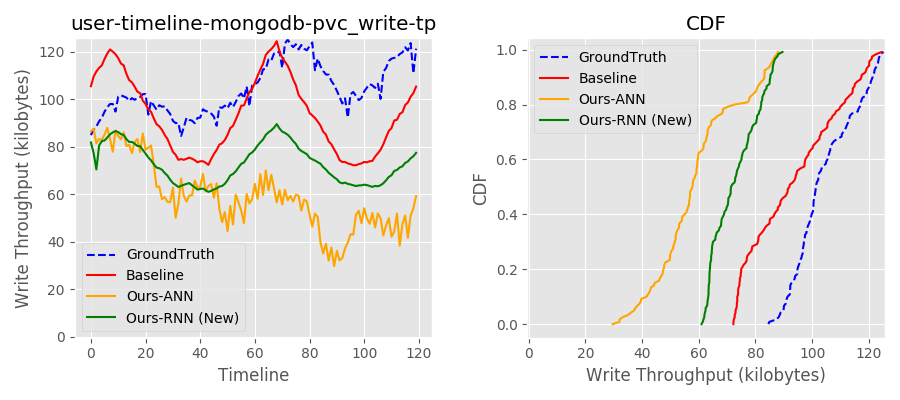 user-timeline-mongodb-pvc_write-tp
Write Throughput (kilobytes)
120
100
80
60
40
20
0
GroundTruth
Baseline
Ours-ANN
Ours-RNN (New)
0 20 40 60 80 100 120
Timeline
CDF
CDF
1.0
0.8
0.6
0.4
0.2
0.0
GroundTruth
Baseline
Ours-ANN
Ours-RNN (New)
0 20 40 60 80 100 120
Write Throughput (kilobytes)